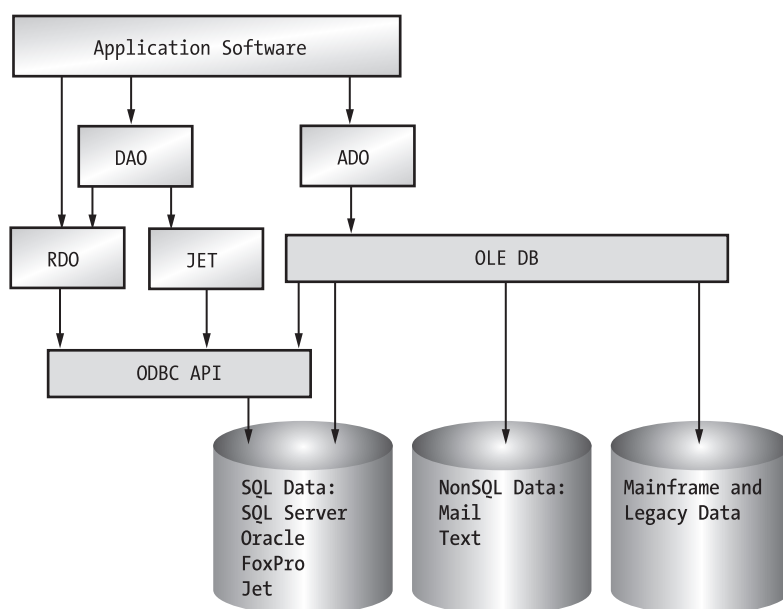 Application Software
DAO
ADO
RDO
JET
OLE DB
ODBC API
SQL Data:
SQL Server
Oracle
FoxPro
Jet
NonSQL Data:
Mail
Text
Mainframe and
Legacy Data